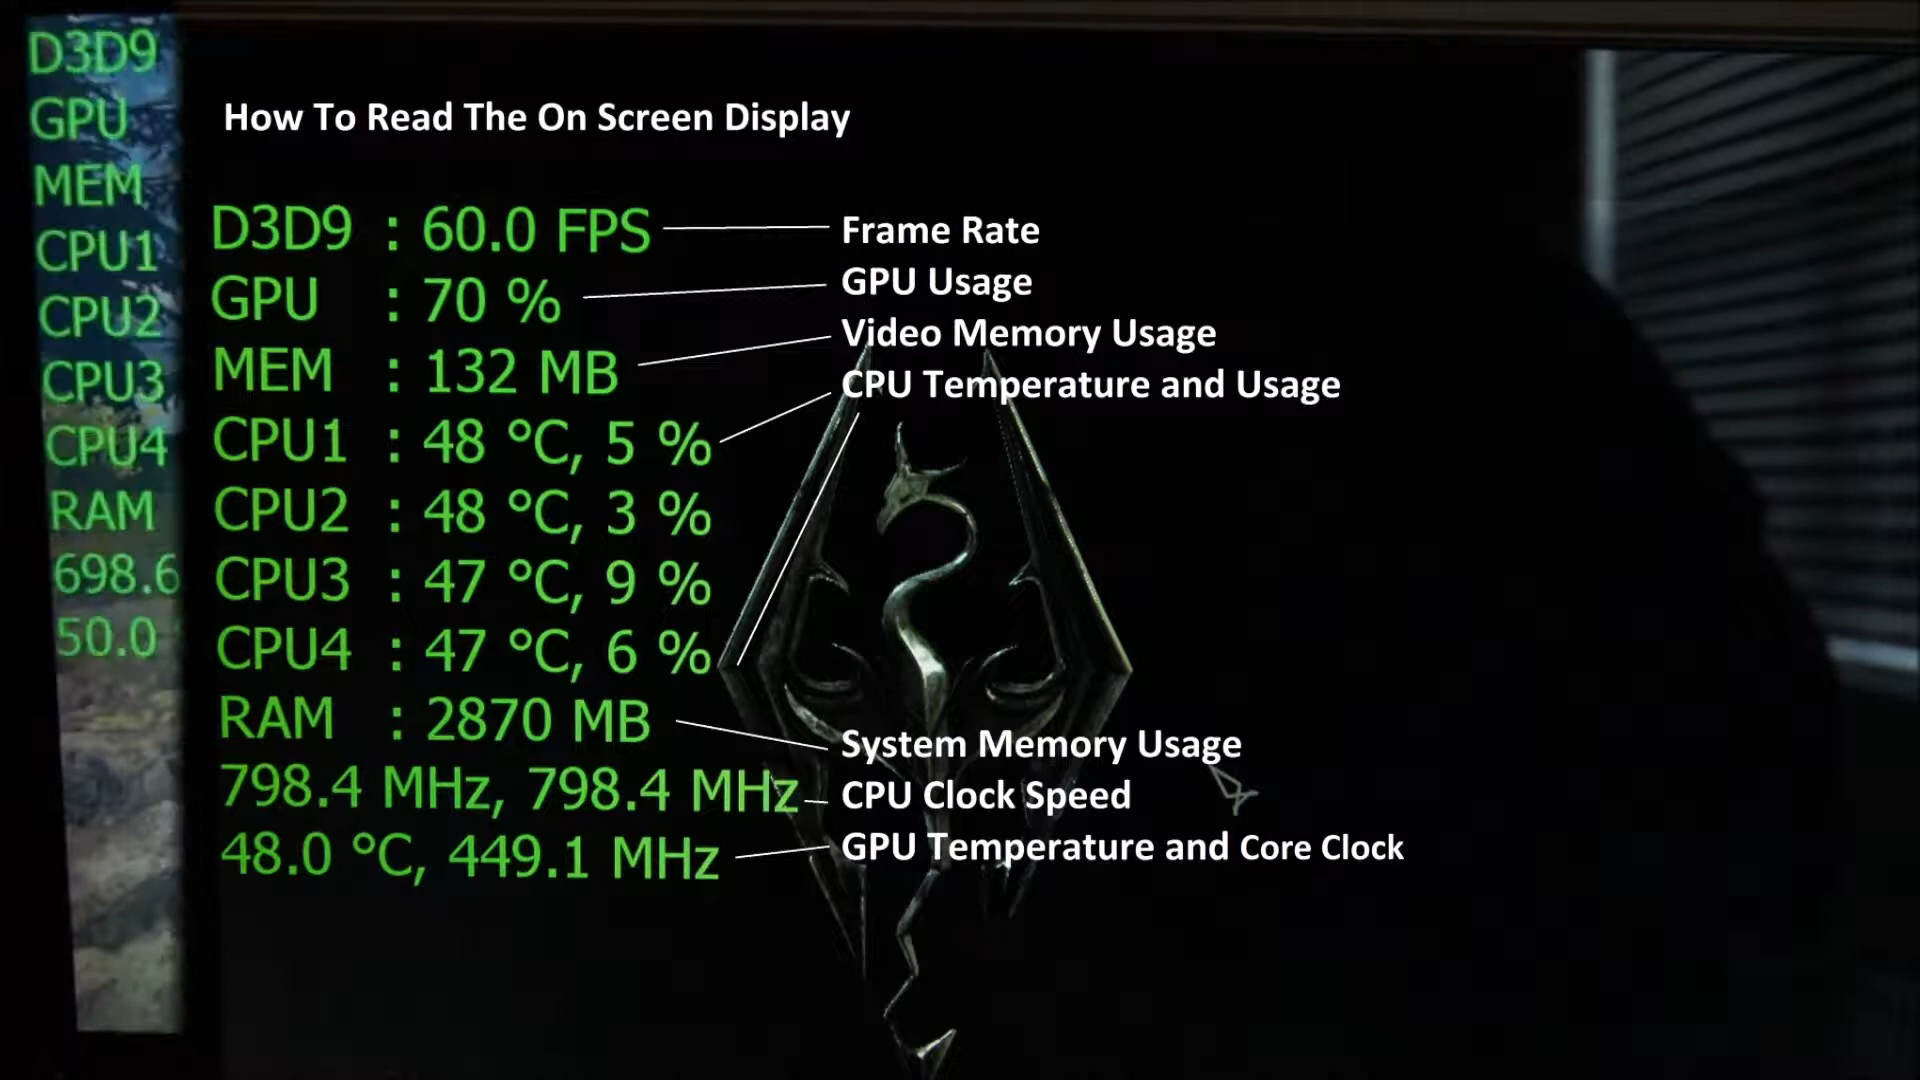 D3D9
GPU
MEM
CPU1
CPU2
CPU3
CPU4
RAM
698.6
50.0
How To Read The On Screen Display
D3D9 : 60.0 FPS Frame Rate
GPU : 70 % GPU Usage
MEM : 132 MB Video Memory Usage
CPU1 : 48 °C, 5 % CPU Temperature and Usage
CPU2 : 48 °C, 3 %
CPU3 : 47 °C, 9 %
CPU4 : 47 °C, 6 %
RAM : 2870 MB System Memory Usage
798.4 MHz, 798.4 MHz CPU Clock Speed
48.0 °C, 449.1 MHz GPU Temperature and Core Clock